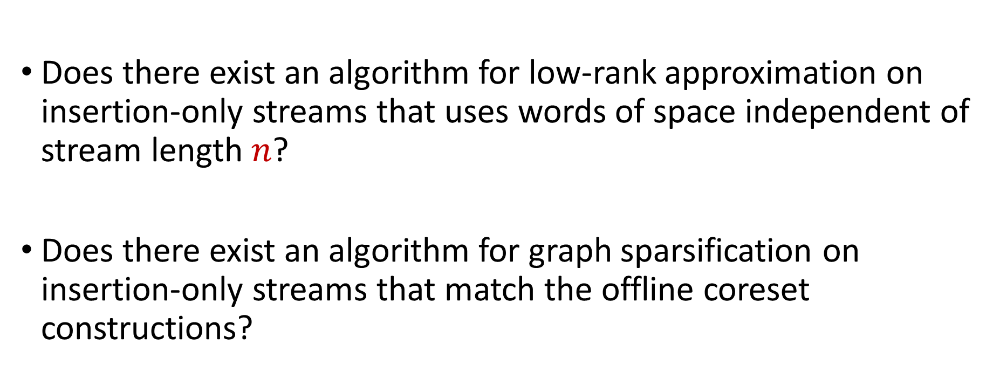 • Does there exist an algorithm for low-rank approximation on
insertion-only streams that uses words of space independent of
stream length n?
• Does there exist an algorithm for graph sparsification on
insertion-only streams that match the offline coreset
constructions?